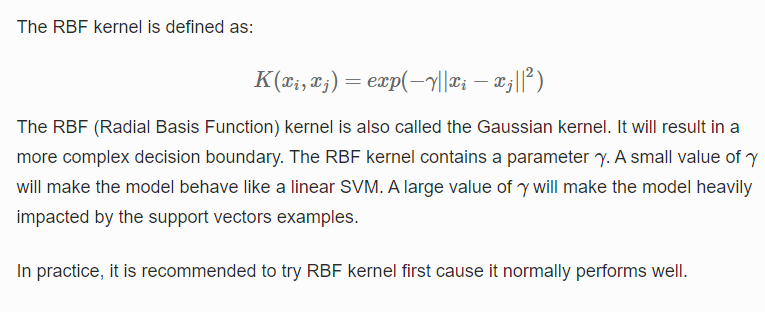 The RBF kernel is defined as:
K(x_i, x_j) = exp(−γ||x_i − x_j||²)
The RBF (Radial Basis Function) kernel is also called the Gaussian kernel. It will result in a
more complex decision boundary. The RBF kernel contains a parameter γ. A small value of γ
will make the model behave like a linear SVM. A large value of γ will make the model heavily
impacted by the support vectors examples.
In practice, it is recommended to try RBF kernel first cause it normally performs well.